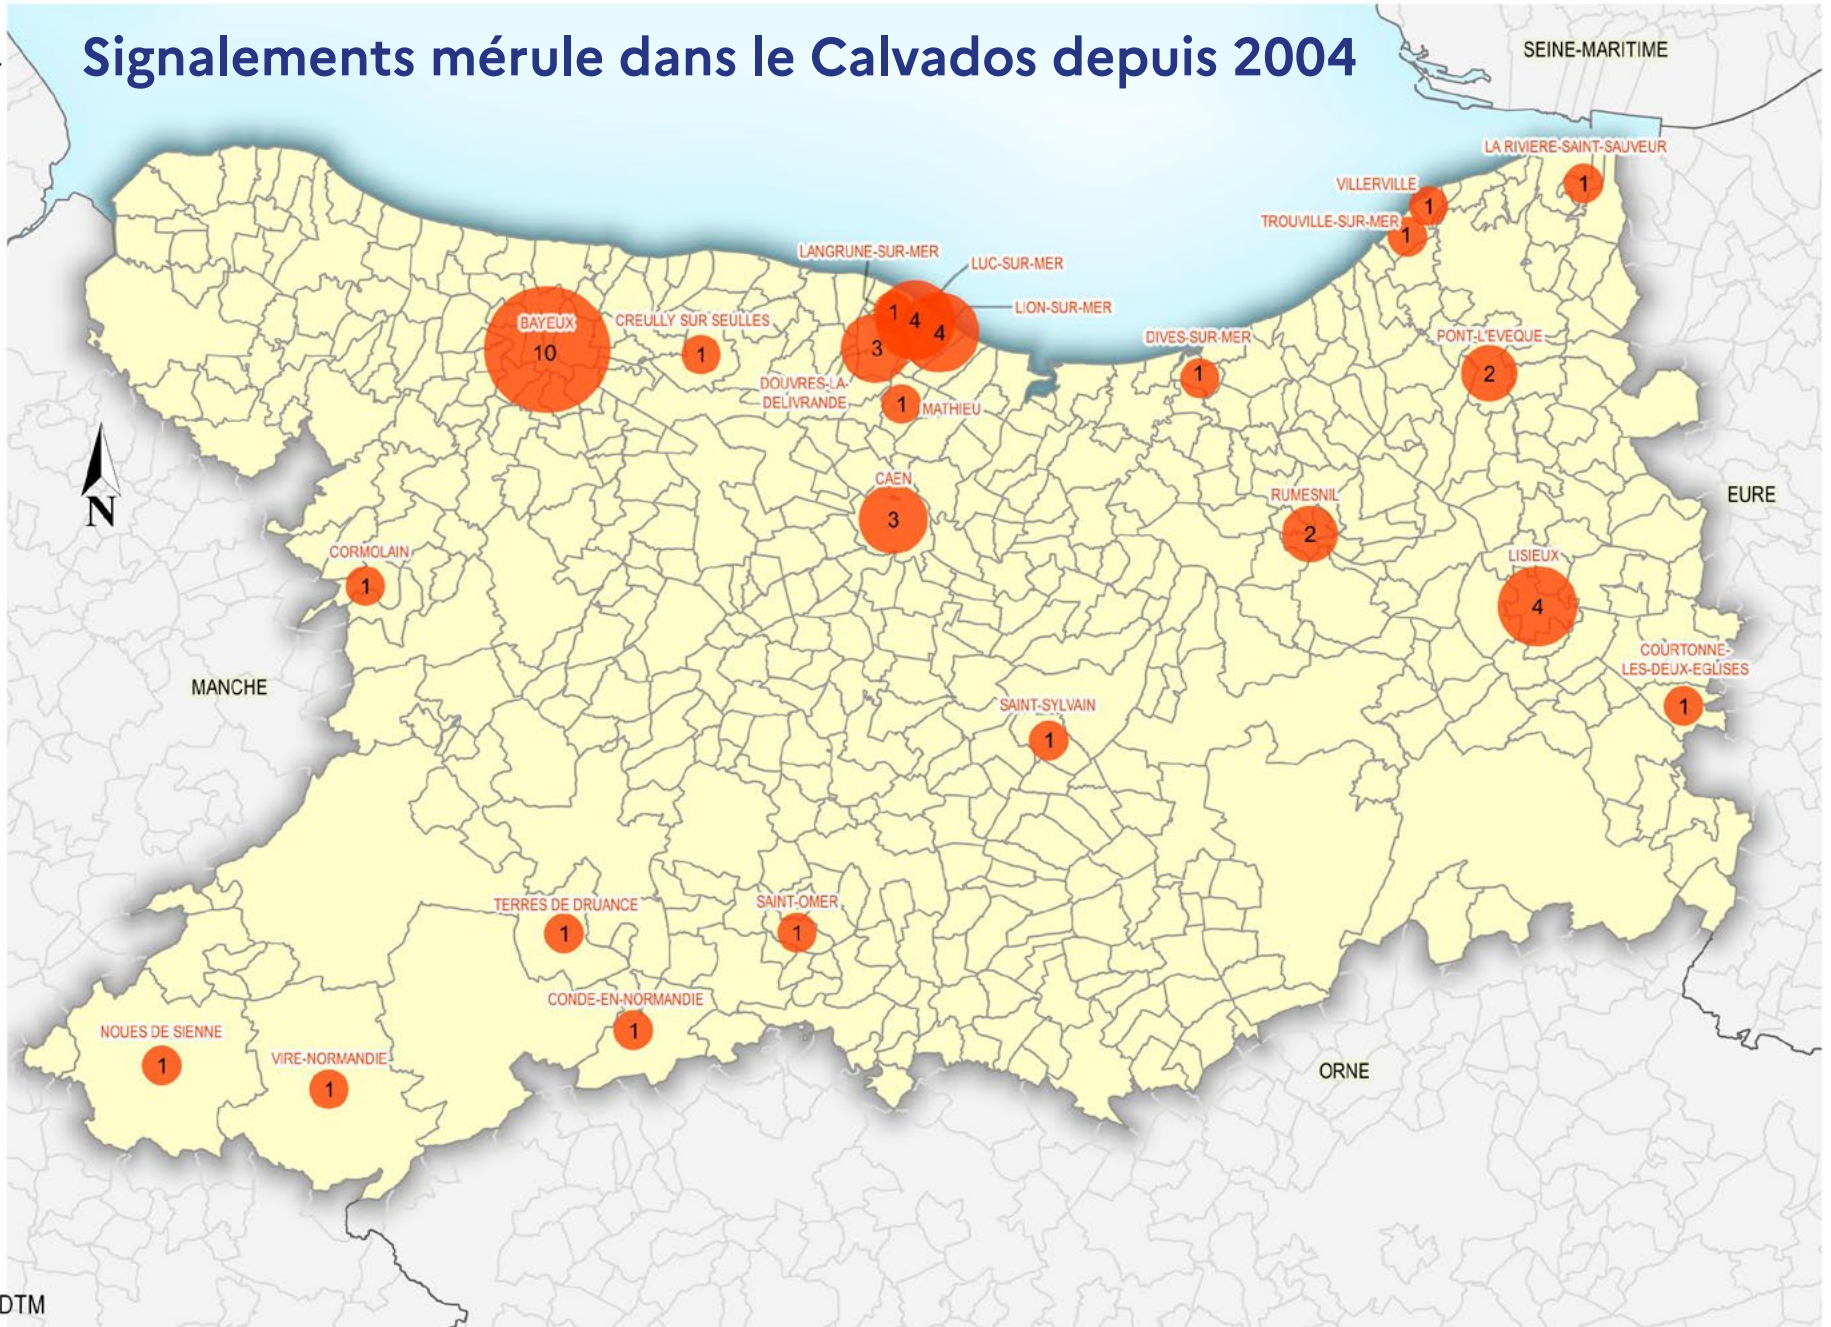 Signalements mérule dans le Calvados depuis 2004
SEINE-MARITIME
LA RIVIERE-SAINT-SAUVEUR
1
VILLERVILLE
1
TROUVILLE-SUR-MER
1
LANGRUNE-SUR-MER
LUC-SUR-MER
LION-SUR-MER
1
4
4
3
BAYEUX
10
CREULLY SUR SEULLES
1
DIVES-SUR-MER
1
PONT-L'EVEQUE
2
DOUVRES-LA-
DELIVRANDE
1
MATHIEU
CAEN
3
RUMESNIL
2
EURE
N
CORMOLAIN
1
LISIEUX
4
MANCHE
COURTONNE-
LES-DEUX-EGLISES
1
SAINT-SYLVAIN
1
TERRES DE DRUANCE
1
SAINT-OMER
1
CONDE-EN-NORMANDIE
1
NOUES DE SIENNE
1
VIRE-NORMANDIE
1
ORNE
DTM